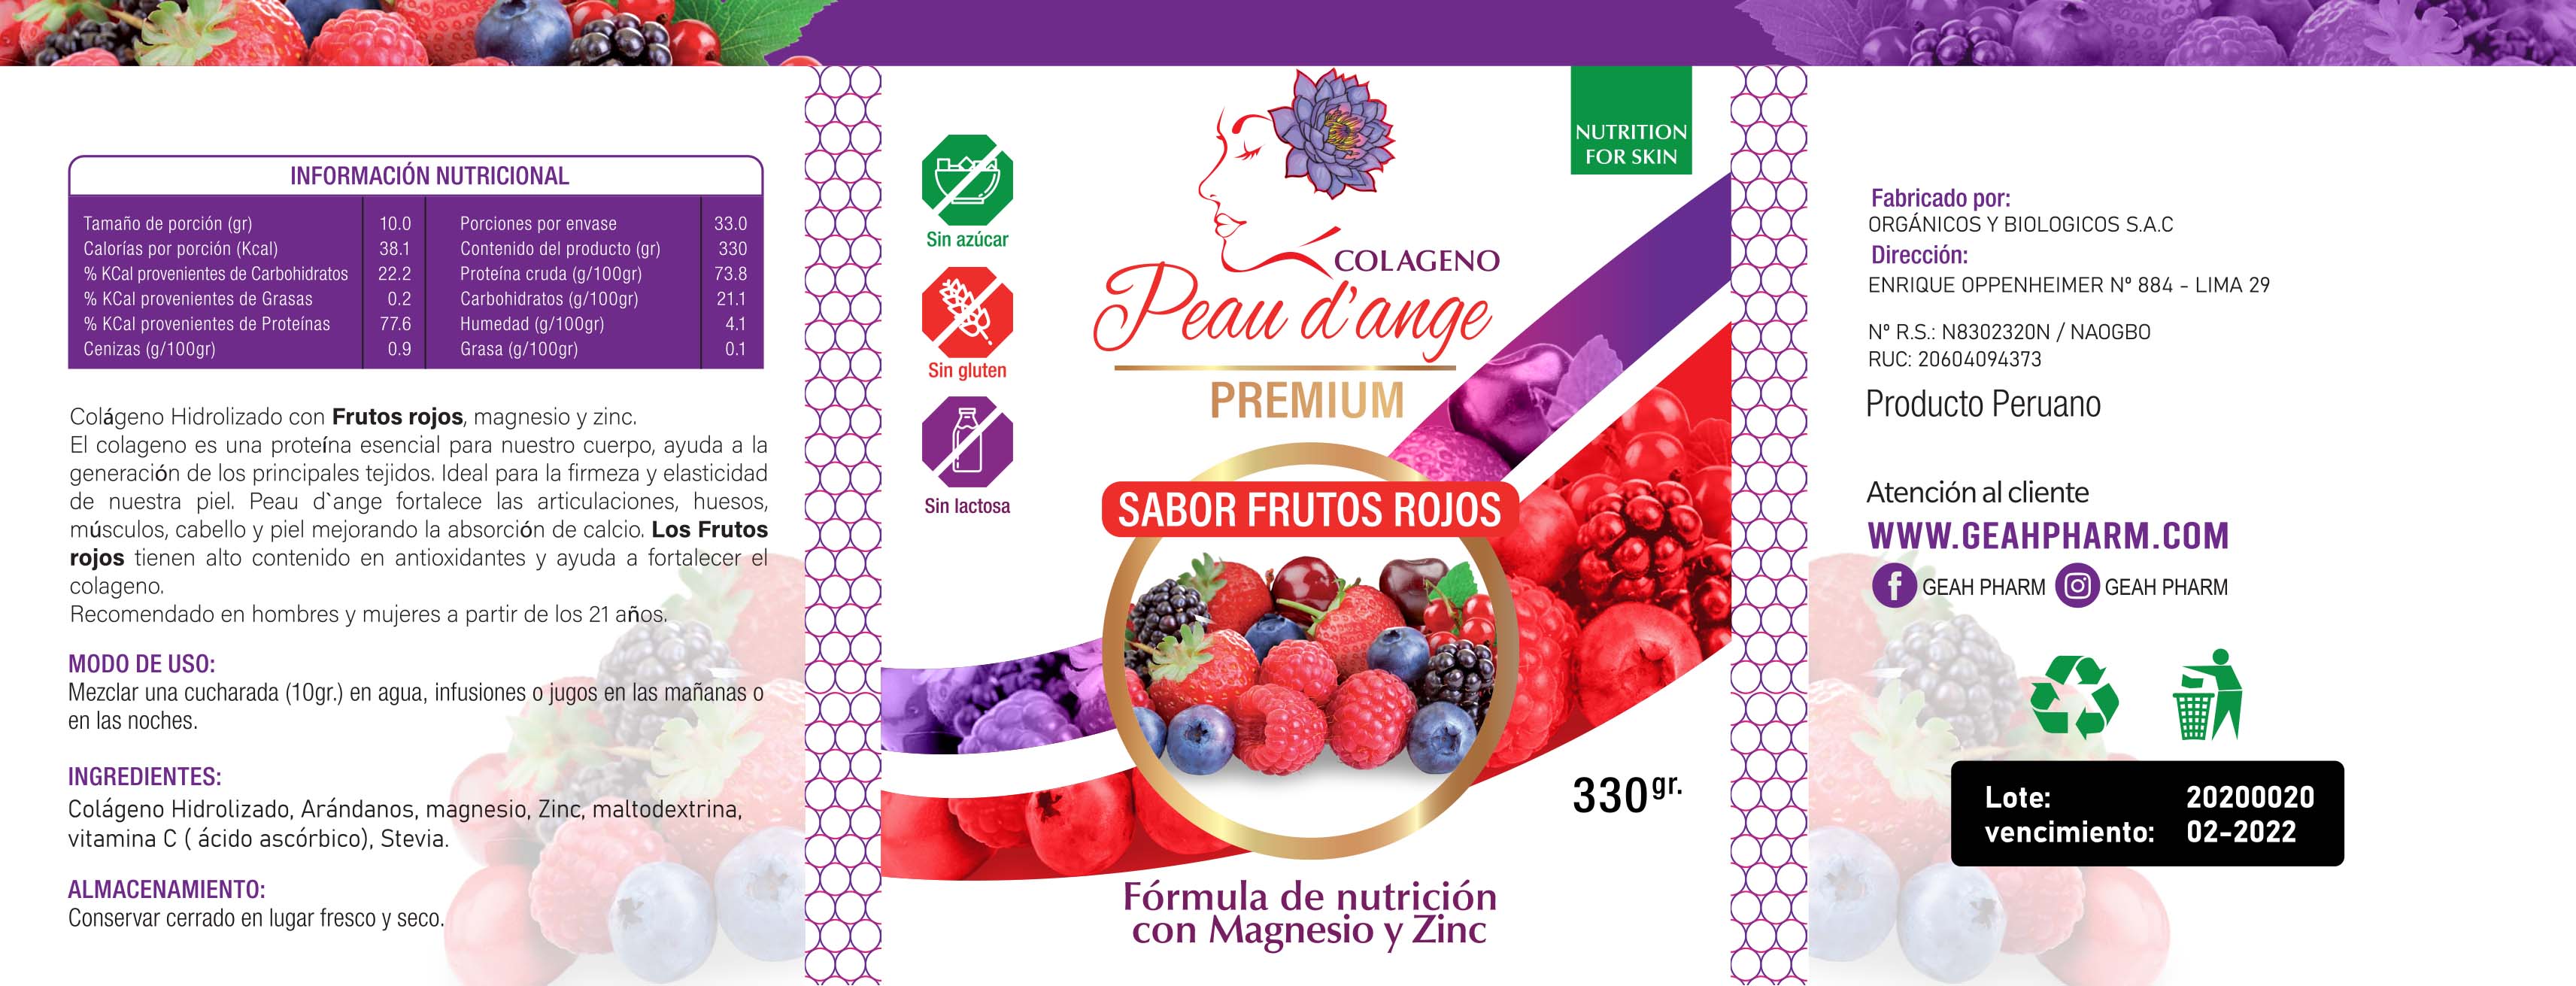 INFORMACIÓN NUTRICIONAL
Tamaño de porción (gr) 10.0 Porciones por envase 33.0
Calorías por porción (Kcal) 38.1 Contenido del producto (gr) 330
% KCal provenientes de Carbohidratos 22.2 Proteína cruda (g/100gr) 73.8
% KCal provenientes de Grasas 0.2 Carbohidratos (g/100gr) 21.1
% KCal provenientes de Proteínas 77.6 Humedad (g/100gr) 4.1
Cenizas (g/100gr) 0.9 Grasa (g/100gr) 0.1
Colágeno Hidrolizado con Frutos rojos, magnesio y zinc.
El colageno es una proteína esencial para nuestro cuerpo, ayuda a la
generación de los principales tejidos. Ideal para la firmeza y elasticidad
de nuestra piel. Peau d`ange fortalece las articulaciones, huesos,
músculos, cabello y piel mejorando la absorción de calcio. Los Frutos
rojos tienen alto contenido en antioxidantes y ayuda a fortalecer el
colageno.
Recomendado en hombres y mujeres a partir de los 21 años.
MODO DE USO:
Mezclar una cucharada (10gr.) en agua, infusiones o jugos en las mañanas o
en las noches.
INGREDIENTES:
Colágeno Hidrolizado, Arándanos, magnesio, Zinc, maltodextrina,
vitamina C ( ácido ascórbico), Stevia.
ALMACENAMIENTO:
Conservar cerrado en lugar fresco y seco.
Sin azúcar
Sin gluten
Sin lactosa
NUTRITION
FOR SKIN
COLAGENO
Peau d'ange
PREMIUM
SABOR FRUTOS ROJOS
330 gr.
Fórmula de nutrición
con Magnesio y Zinc
Fabricado por:
ORGÁNICOS Y BIOLOGICOS S.A.C
Dirección:
ENRIQUE OPPENHEIMER Nº 884 - LIMA 29
Nº R.S.: N8302320N / NAOGBO
RUC: 20604094373
Producto Peruano
Atención al cliente
WWW.GEAHPHARM.COM
GEAH PHARM GEAH PHARM
Lote: 20200020
vencimiento: 02-2022